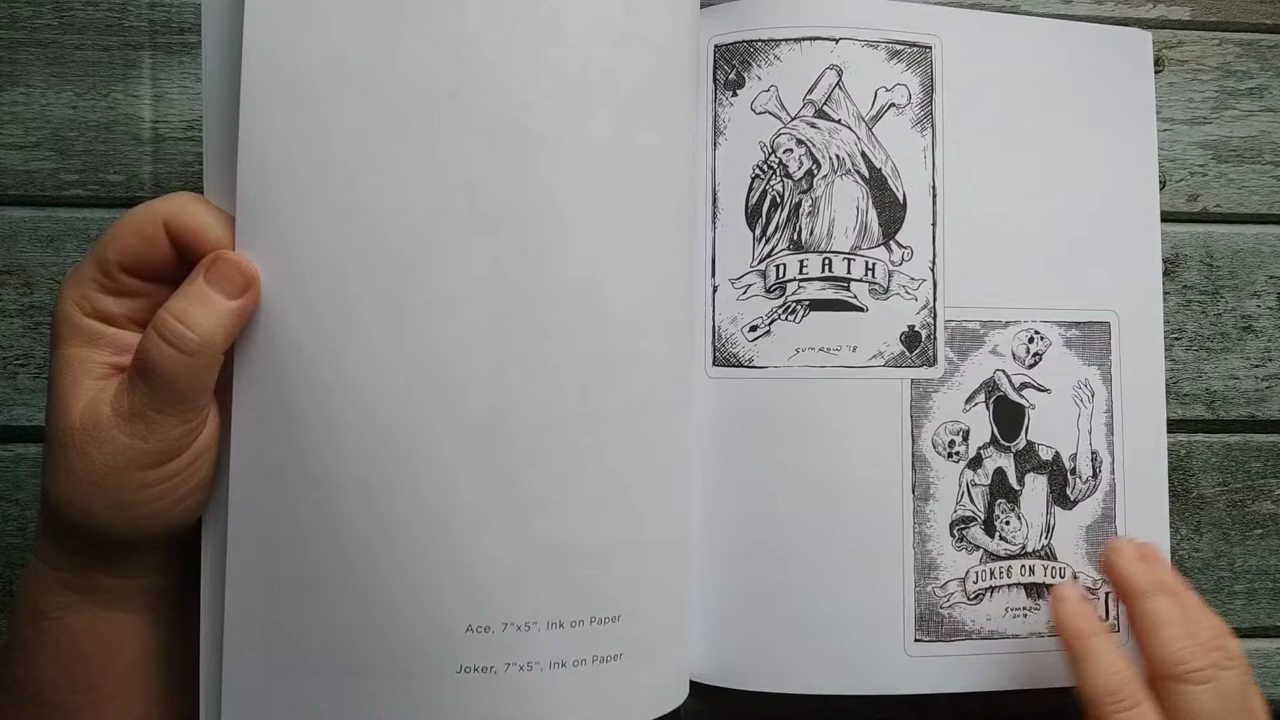 Ace, 7"x5", Ink on Paper
Joker, 7"x5", Ink on Paper
DEATH
SUMROW '18
JOKES ON YOU
SUMROW
2018
J